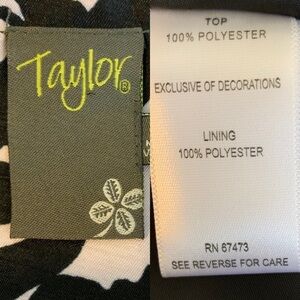 Taylor®
TOP
100% POLYESTER
EXCLUSIVE OF DECORATIONS
LINING
100% POLYESTER
RN 67473
SEE REVERSE FOR CARE